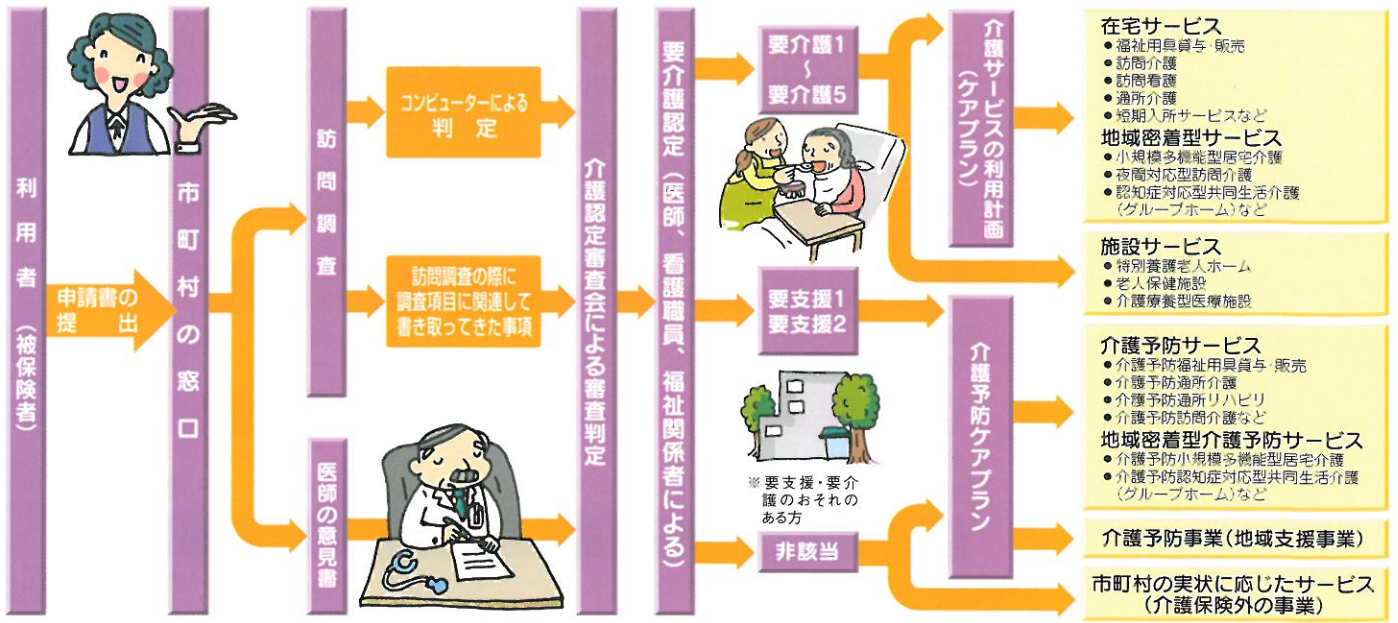 利用者（被保険者）
申請書の
提出
市町村の窓口
訪問調査
コンピューターによる
判定
訪問調査の際に
調査項目に関連して
書き取ってきた事項
医師の意見書
介護認定審査会による審査判定
要介護認定（医師、看護職員、福祉関係者による）
要介護1
〜
要介護5
要支援1
要支援2
※要支援・要介
護のおそれの
ある方
非該当
介護サービスの利用計画
（ケアプラン）
介護予防ケアプラン
在宅サービス
●福祉用具貸与・販売
●訪問介護
●訪問看護
●通所介護
●短期入所サービスなど
地域密着型サービス
●小規模多機能型居宅介護
●夜間対応型訪問介護
●認知症対応型共同生活介護
（グループホーム）など
施設サービス
●特別養護老人ホーム
●老人保健施設
●介護療養型医療施設
介護予防サービス
●介護予防福祉用具貸与・販売
●介護予防通所介護
●介護予防通所リハビリ
●介護予防訪問介護など
地域密着型介護予防サービス
●介護予防小規模多機能型居宅介護
●介護予防認知症対応型共同生活介護
（グループホーム）など
介護予防事業（地域支援事業）
市町村の実状に応じたサービス
（介護保険外の事業）